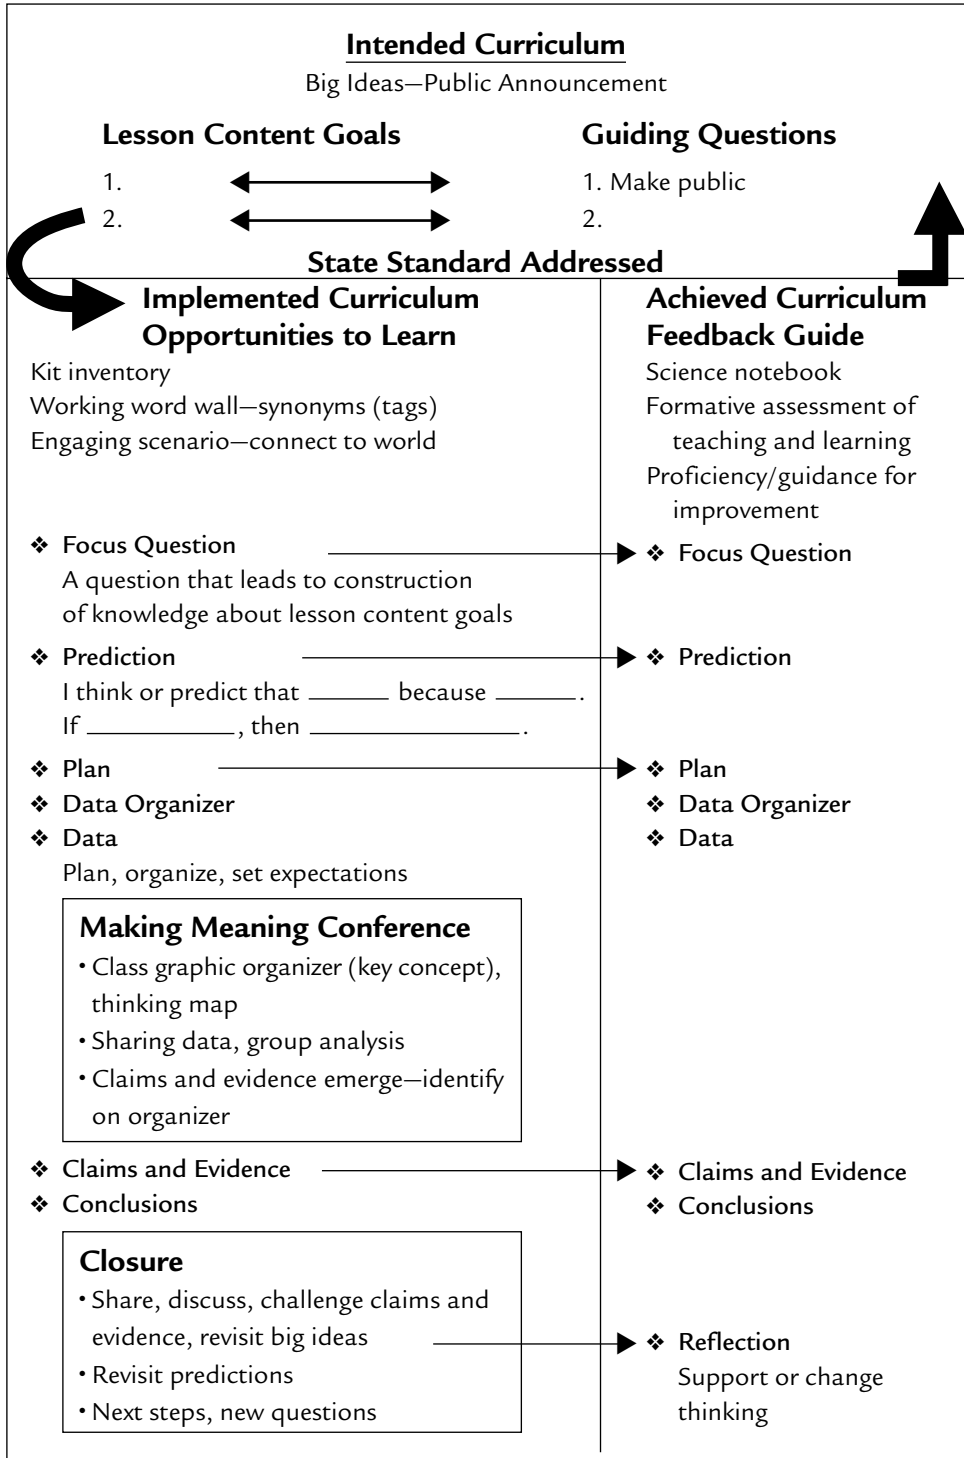 Intended Curriculum
Big Ideas—Public Announcement
Lesson Content Goals
Guiding Questions
1.
1. Make public
2.
2.
State Standard Addressed
Implemented Curriculum
Opportunities to Learn
Kit inventory
Working word wall—synonyms (tags)
Engaging scenario—connect to world
❖ Focus Question
A question that leads to construction
of knowledge about lesson content goals
❖ Prediction
I think or predict that ______ because ______.
If ___________, then ________________.
❖ Plan
❖ Data Organizer
❖ Data
Plan, organize, set expectations
Making Meaning Conference
• Class graphic organizer (key concept),
thinking map
• Sharing data, group analysis
• Claims and evidence emerge—identify
on organizer
❖ Claims and Evidence
❖ Conclusions
Closure
• Share, discuss, challenge claims and
evidence, revisit big ideas
• Revisit predictions
• Next steps, new questions
Achieved Curriculum
Feedback Guide
Science notebook
Formative assessment of
teaching and learning
Proficiency/guidance for
improvement
❖ Focus Question
❖ Prediction
❖ Plan
❖ Data Organizer
❖ Data
❖ Claims and Evidence
❖ Conclusions
❖ Reflection
Support or change
thinking